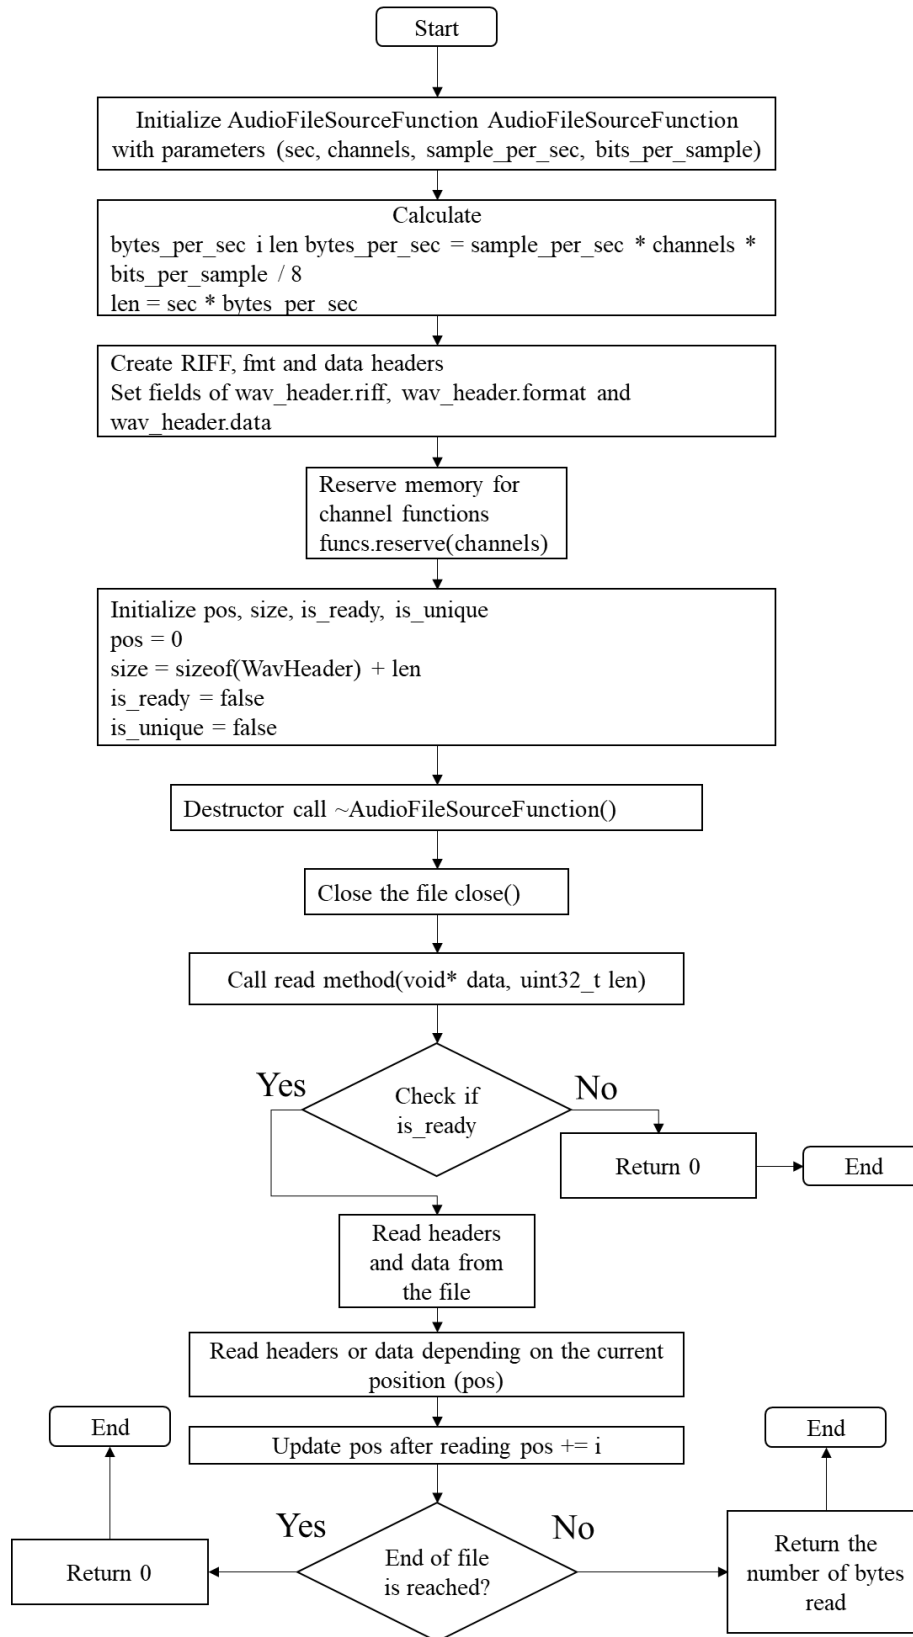 Start
Initialize AudioFileSourceFunction AudioFileSourceFunction
with parameters (sec, channels, sample_per_sec, bits_per_sample)
Calculate
bytes_per_sec i len bytes_per_sec = sample_per_sec * channels *
bits_per_sample / 8
len = sec * bytes_per_sec
Create RIFF, fmt and data headers
Set fields of wav_header.riff, wav_header.format and
wav_header.data
Reserve memory for
channel functions
funcs.reserve(channels)
Initialize pos, size, is_ready, is_unique
pos = 0
size = sizeof(WavHeader) + len
is_ready = false
is_unique = false
Destructor call ~AudioFileSourceFunction()
Close the file close()
Call read method(void* data, uint32_t len)
Yes
Check if
is_ready
No
Return 0
End
Read headers
and data from
the file
Read headers or data depending on the current
position (pos)
End
Update pos after reading pos += i
End
Yes
End of file
is reached?
No
Return 0
Return the
number of bytes
read